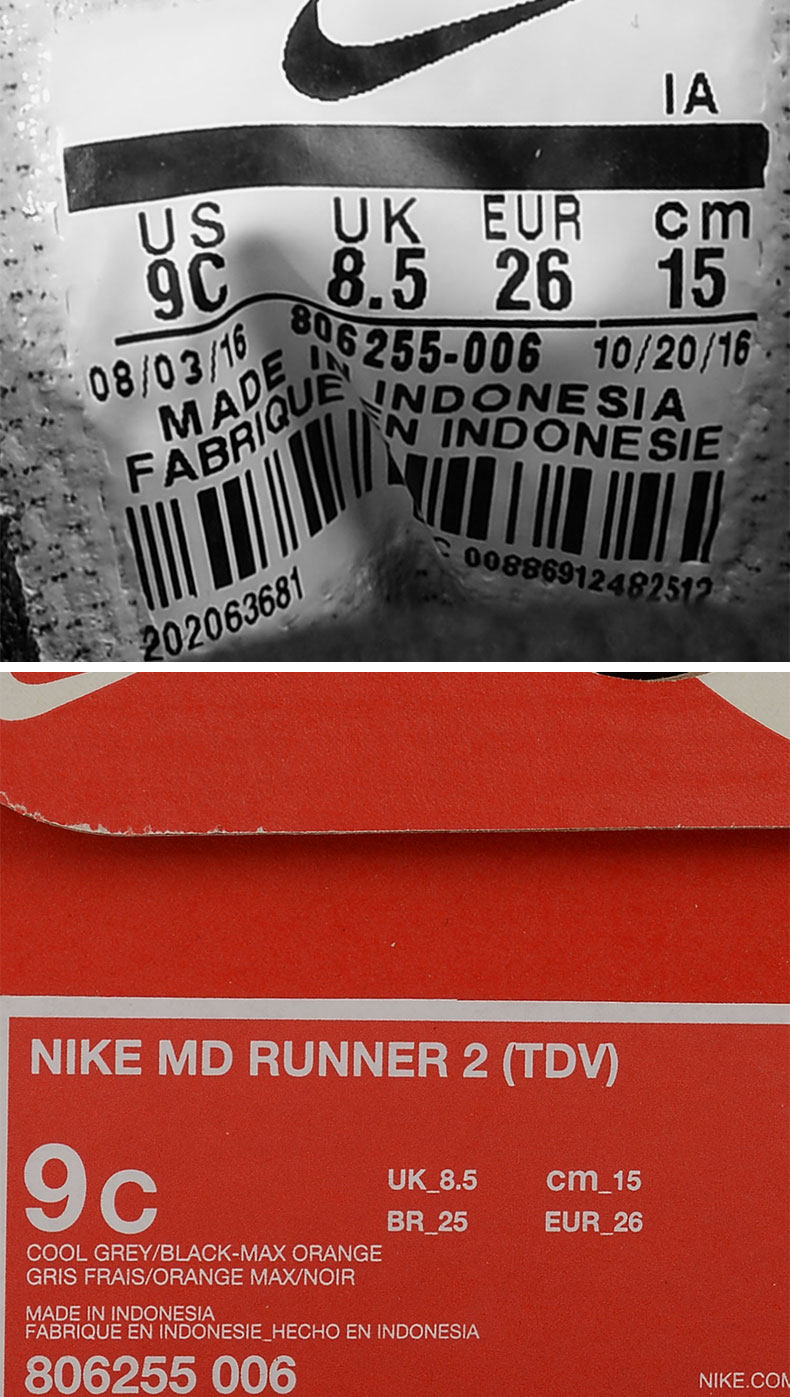 IA
US UK EUR cm
9C 8.5 26 15
08/03/16 806255-006 10/20/16
MADE IN INDONESIA
FABRIQUE EN INDONESIE
202063681 00886912482512
NIKE MD RUNNER 2 (TDV)
9c
UK_8.5 cm_15
BR_25 EUR_26
COOL GREY/BLACK-MAX ORANGE
GRIS FRAIS/ORANGE MAX/NOIR
MADE IN INDONESIA
FABRIQUE EN INDONESIE_HECHO EN INDONESIA
806255 006
NIKE.COM